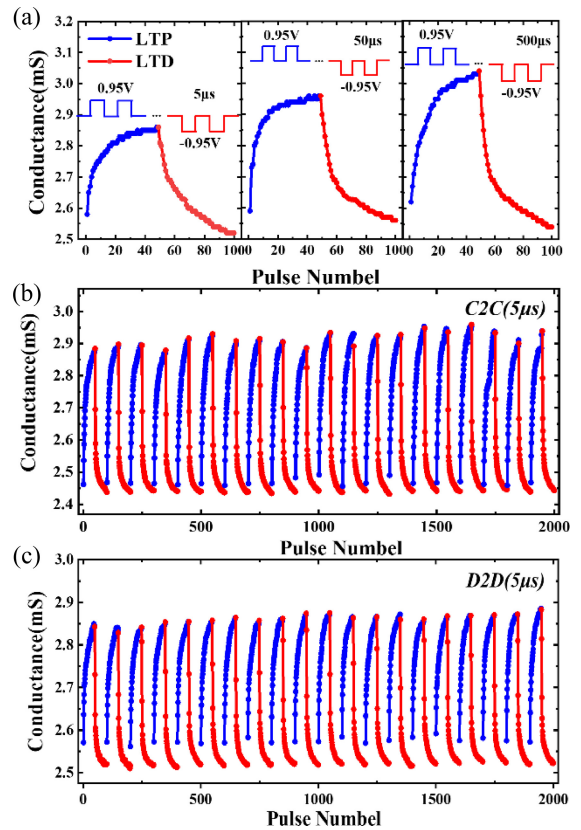 (a)
LTP
LTD
0.95V
5μs
-0.95V
50μs
0.95V
-0.95V
500μs
0.95V
-0.95V
3.2
3.1
3.0
2.9
2.8
2.7
2.6
2.5
Conductance(mS)
0 20 40 60 80 100
0 20 40 60 80 100
0 20 40 60 80 100
Pulse Numbel
(b)
C2C(5μs)
3.0
2.9
2.8
2.7
2.6
2.5
2.4
Conductance(mS)
0 500 1000 1500 2000
Pulse Numbel
(c)
D2D(5μs)
3.0
2.9
2.8
2.7
2.6
2.5
Conductance(mS)
0 500 1000 1500 2000
Pulse Numbel